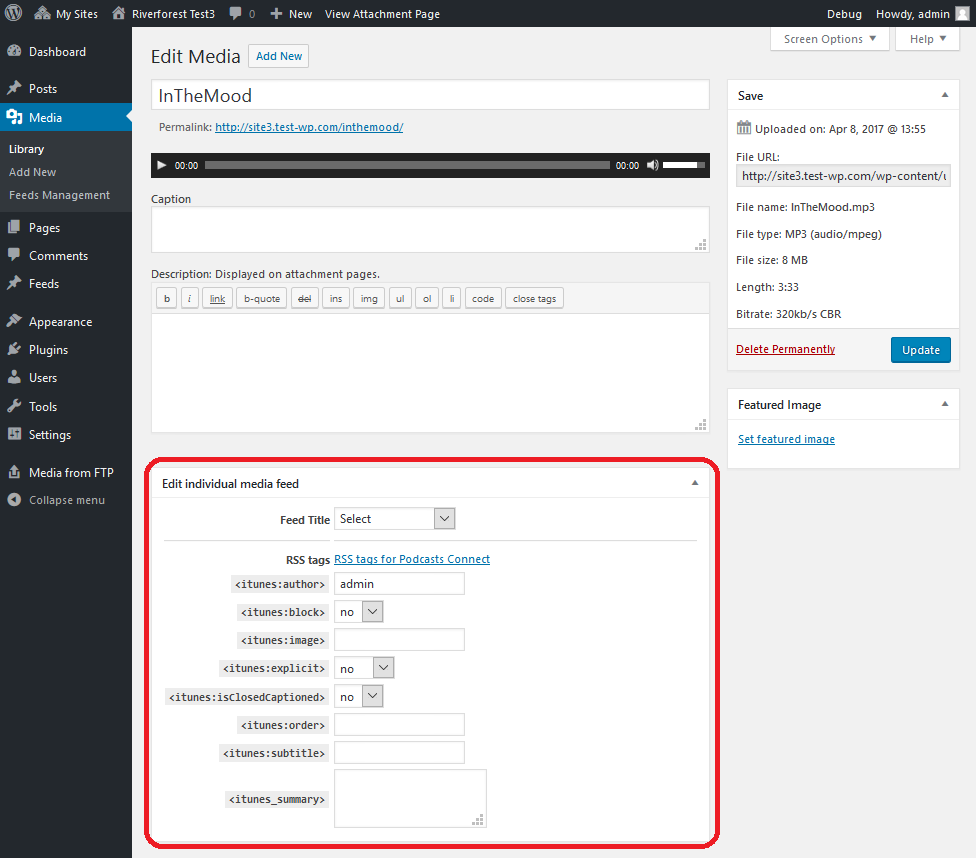 My Sites Riverforest Test3 0 New View Attachment Page Debug Howdy, admin
Dashboard
Posts
Media
Library
Add New
Feeds Management
Pages
Comments
Feeds
Appearance
Plugins
Users
Tools
Settings
Media from FTP
Collapse menu
Screen Options Help
Edit Media Add New
InTheMood
Permalink: http://site3.test-wp.com/inthemood/
00:00 00:00
Caption
Description: Displayed on attachment pages.
b i link b-quote del ins img ul ol li code close tags
Edit individual media feed
Feed Title Select
RSS tags RSS tags for Podcasts Connect
<itunes:author> admin
<itunes:block> no
<itunes:image>
<itunes:explicit> no
<itunes:isClosedCaptioned> no
<itunes:order>
<itunes:subtitle>
<itunes_summary>
Save
Uploaded on: Apr 8, 2017 @ 13:55
File URL:
http://site3.test-wp.com/wp-content/u
File name: InTheMood.mp3
File type: MP3 (audio/mpeg)
File size: 8 MB
Length: 3:33
Bitrate: 320kb/s CBR
Delete Permanently Update
Featured Image
Set featured image